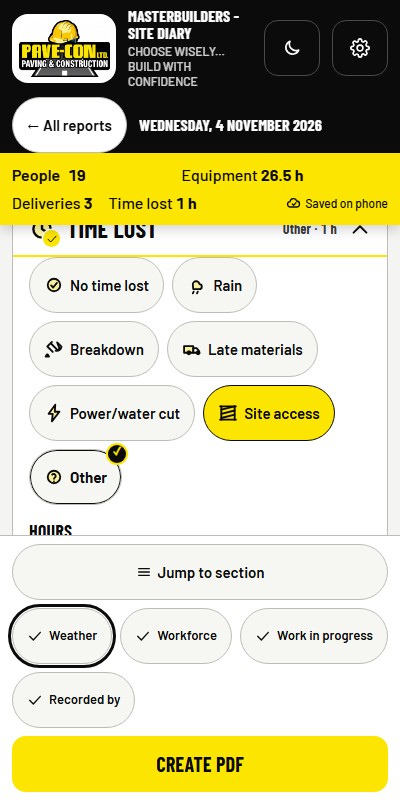 MASTERBUILDERS -
SITE DIARY
CHOOSE WISELY...
BUILD WITH
CONFIDENCE
PAVE-CON LTD.
PAVING & CONSTRUCTION
← All reports
WEDNESDAY, 4 NOVEMBER 2026
People 19
Equipment 26.5 h
Deliveries 3
Time lost 1 h
Saved on phone
TIME LOST
Other · 1 h
No time lost
Rain
Breakdown
Late materials
Power/water cut
Site access
Other
HOURS
Jump to section
Weather
Workforce
Work in progress
Recorded by
CREATE PDF